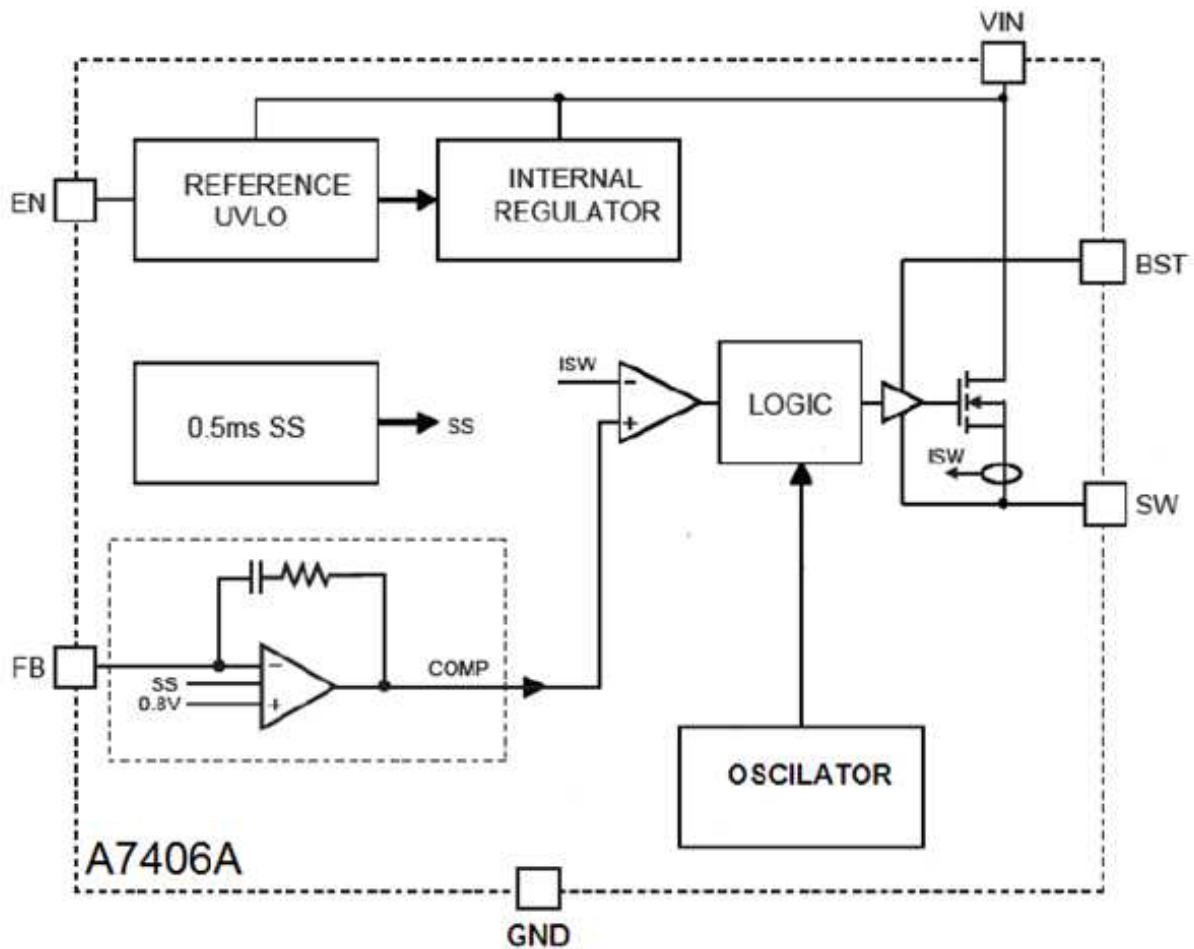 VIN
EN
REFERENCE
UVLO
INTERNAL
REGULATOR
BST
0.5ms SS
SS
ISW
−
+
LOGIC
ISW
SW
FB
−
SS
0.8V
+
COMP
OSCILATOR
A7406A
GND